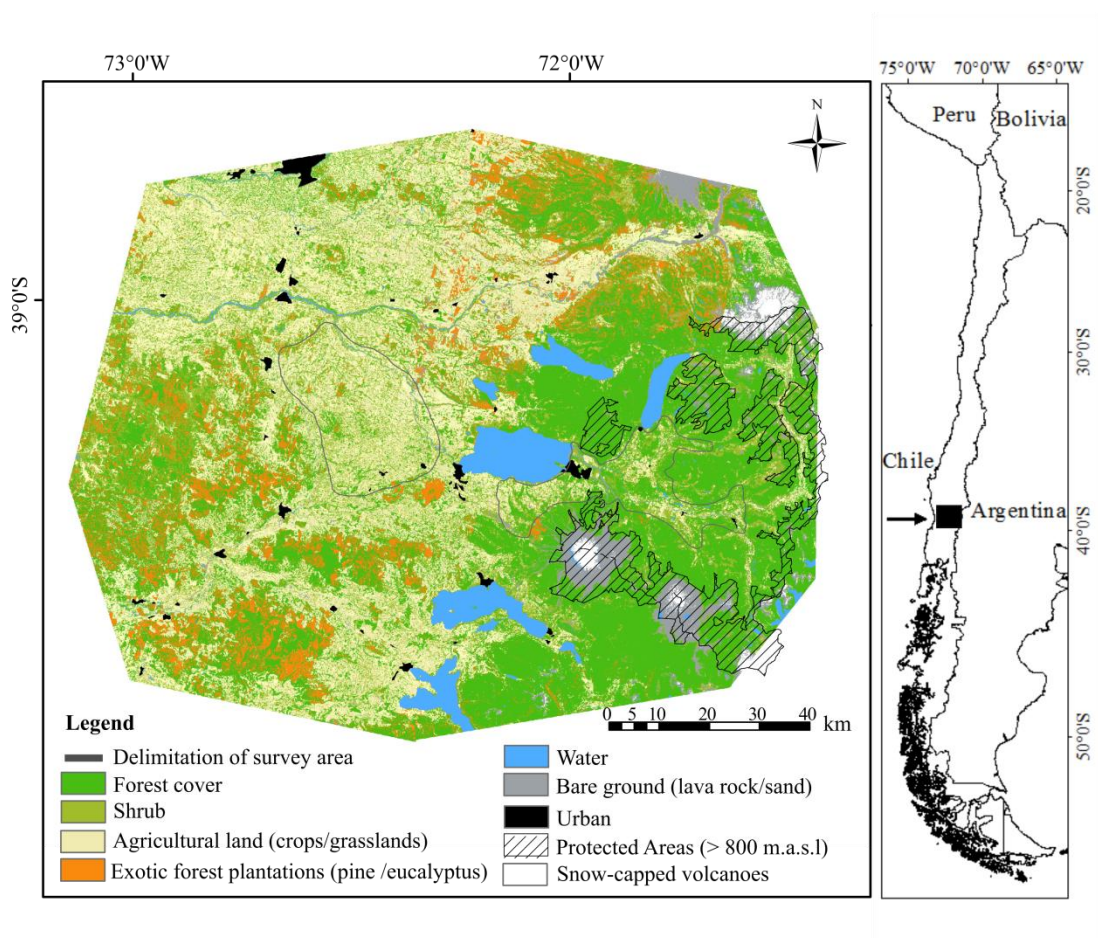 73°0'W
72°0'W
39°0'S
N
Legend
Delimitation of survey area
Forest cover
Shrub
Agricultural land (crops/grasslands)
Exotic forest plantations (pine /eucalyptus)
0 5 10 20 30 40 km
Water
Bare ground (lava rock/sand)
Urban
Protected Areas (> 800 m.a.s.l)
Snow-capped volcanoes
75°0'W 70°0'W 65°0'W
Peru Bolivia
20°0'S
30°0'S
Chile
Argentina
40°0'S
50°0'S